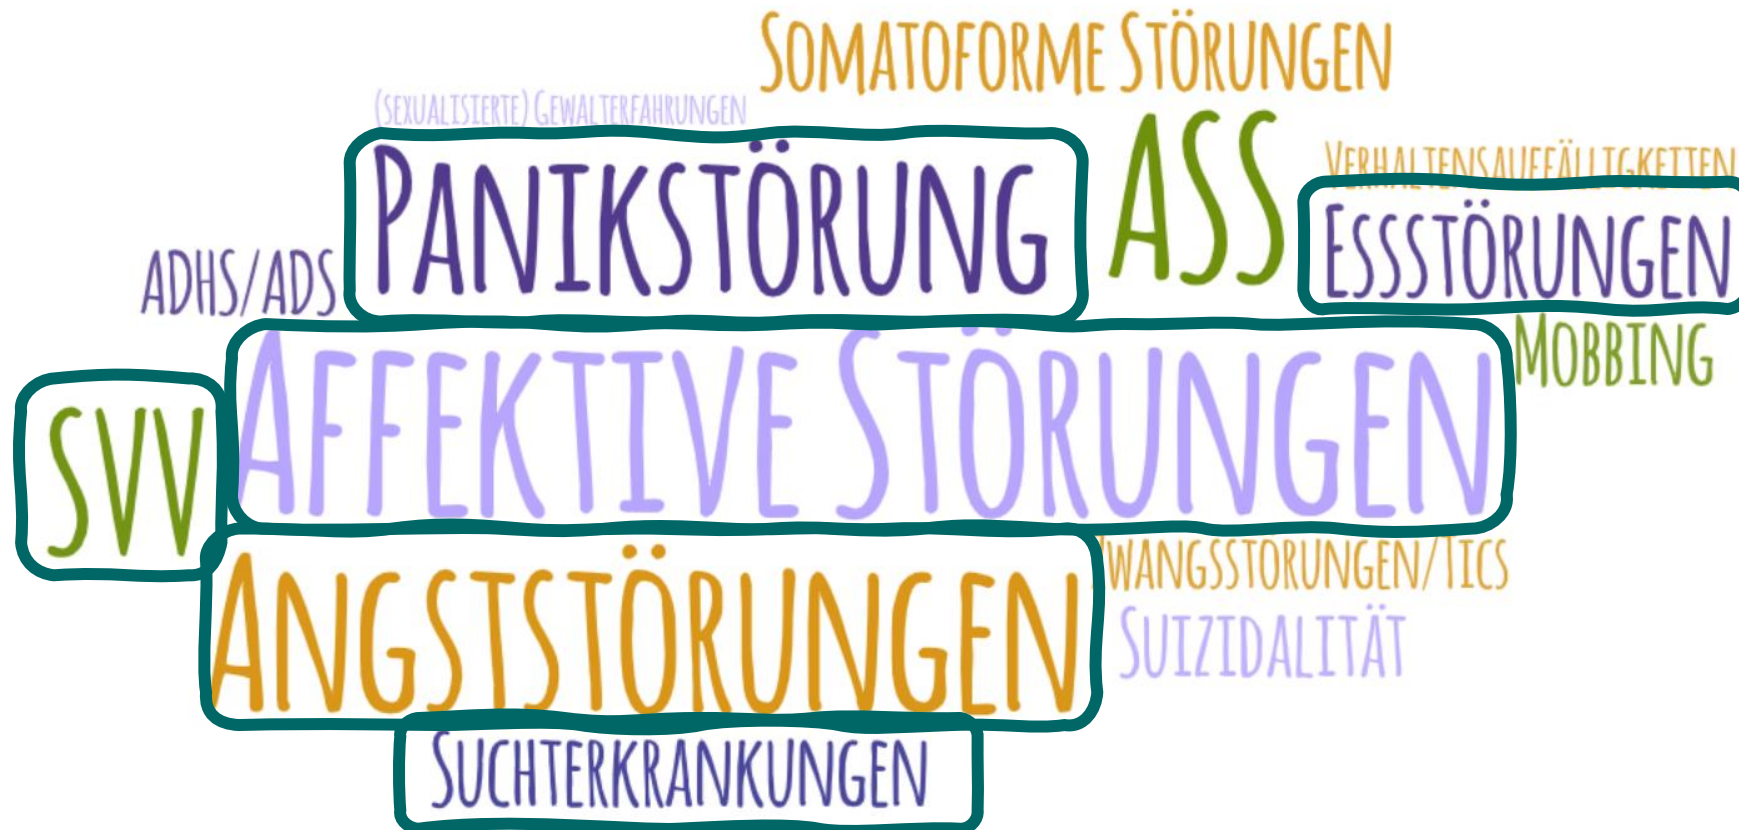 SOMATOFORME STÖRUNGEN
(SEXUALISIERTE) GEWALTERFAHRUNGEN
PANIKSTÖRUNG
ASS
VERHALTENSAUFFÄLLIGKEITEN
ESSSTÖRUNGEN
ADHS/ADS
AFFEKTIVE STÖRUNGEN
MOBBING
SVV
ANGSTSTÖRUNGEN
ZWANGSSTÖRUNGEN/TICS
SUIZIDALITÄT
SUCHTERKRANKUNGEN